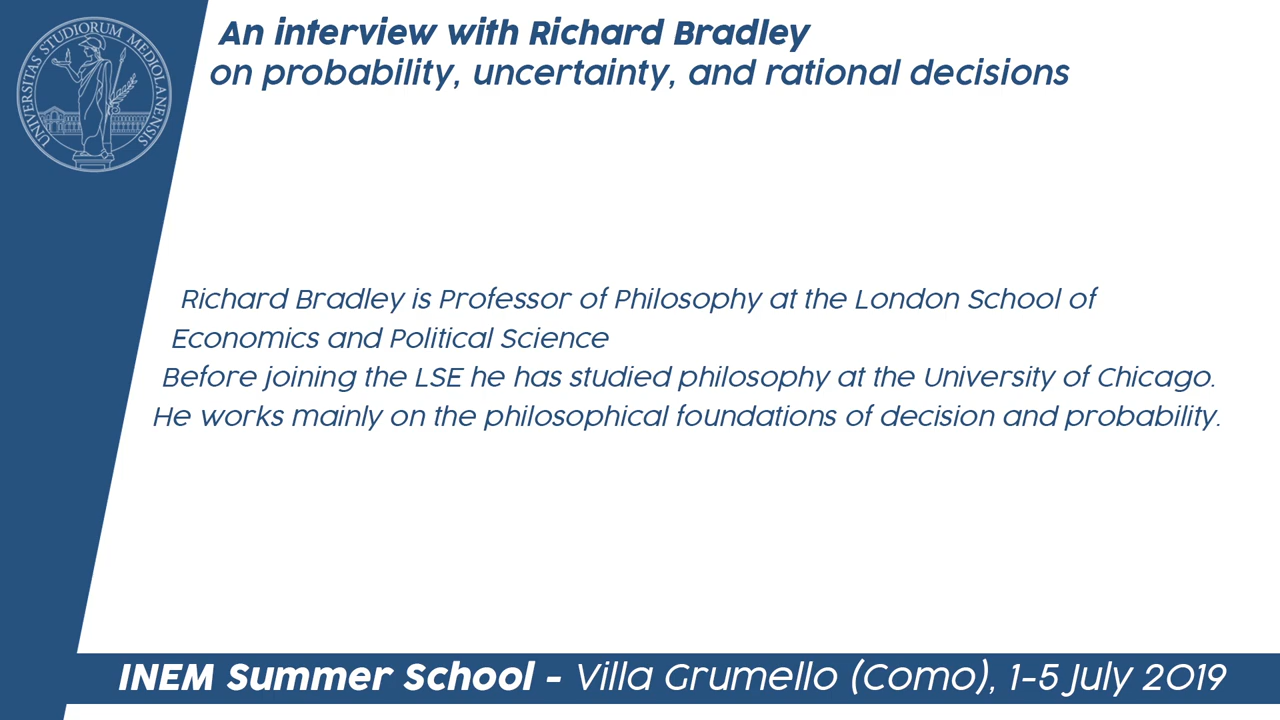 UNIVERSITAS STUDIORUM MEDIOLANENSIS
An interview with Richard Bradley
on probability, uncertainty, and rational decisions
Richard Bradley is Professor of Philosophy at the London School of
Economics and Political Science
Before joining the LSE he has studied philosophy at the University of Chicago.
He works mainly on the philosophical foundations of decision and probability.
INEM Summer School - Villa Grumello (Como), 1-5 July 2019